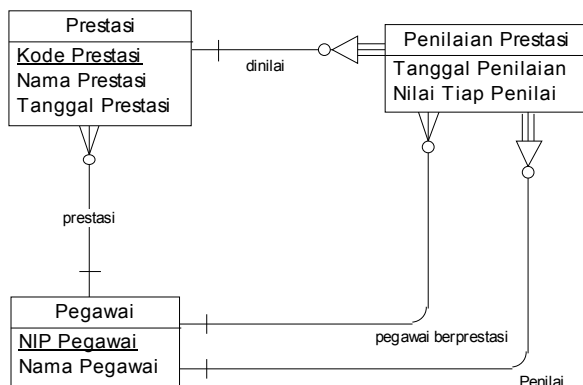 Prestasi
Kode Prestasi
Nama Prestasi
Tanggal Prestasi
dinilai
Penilaian Prestasi
Tanggal Penilaian
Nilai Tiap Penilai
prestasi
Pegawai
NIP Pegawai
Nama Pegawai
pegawai berprestasi
Penilai